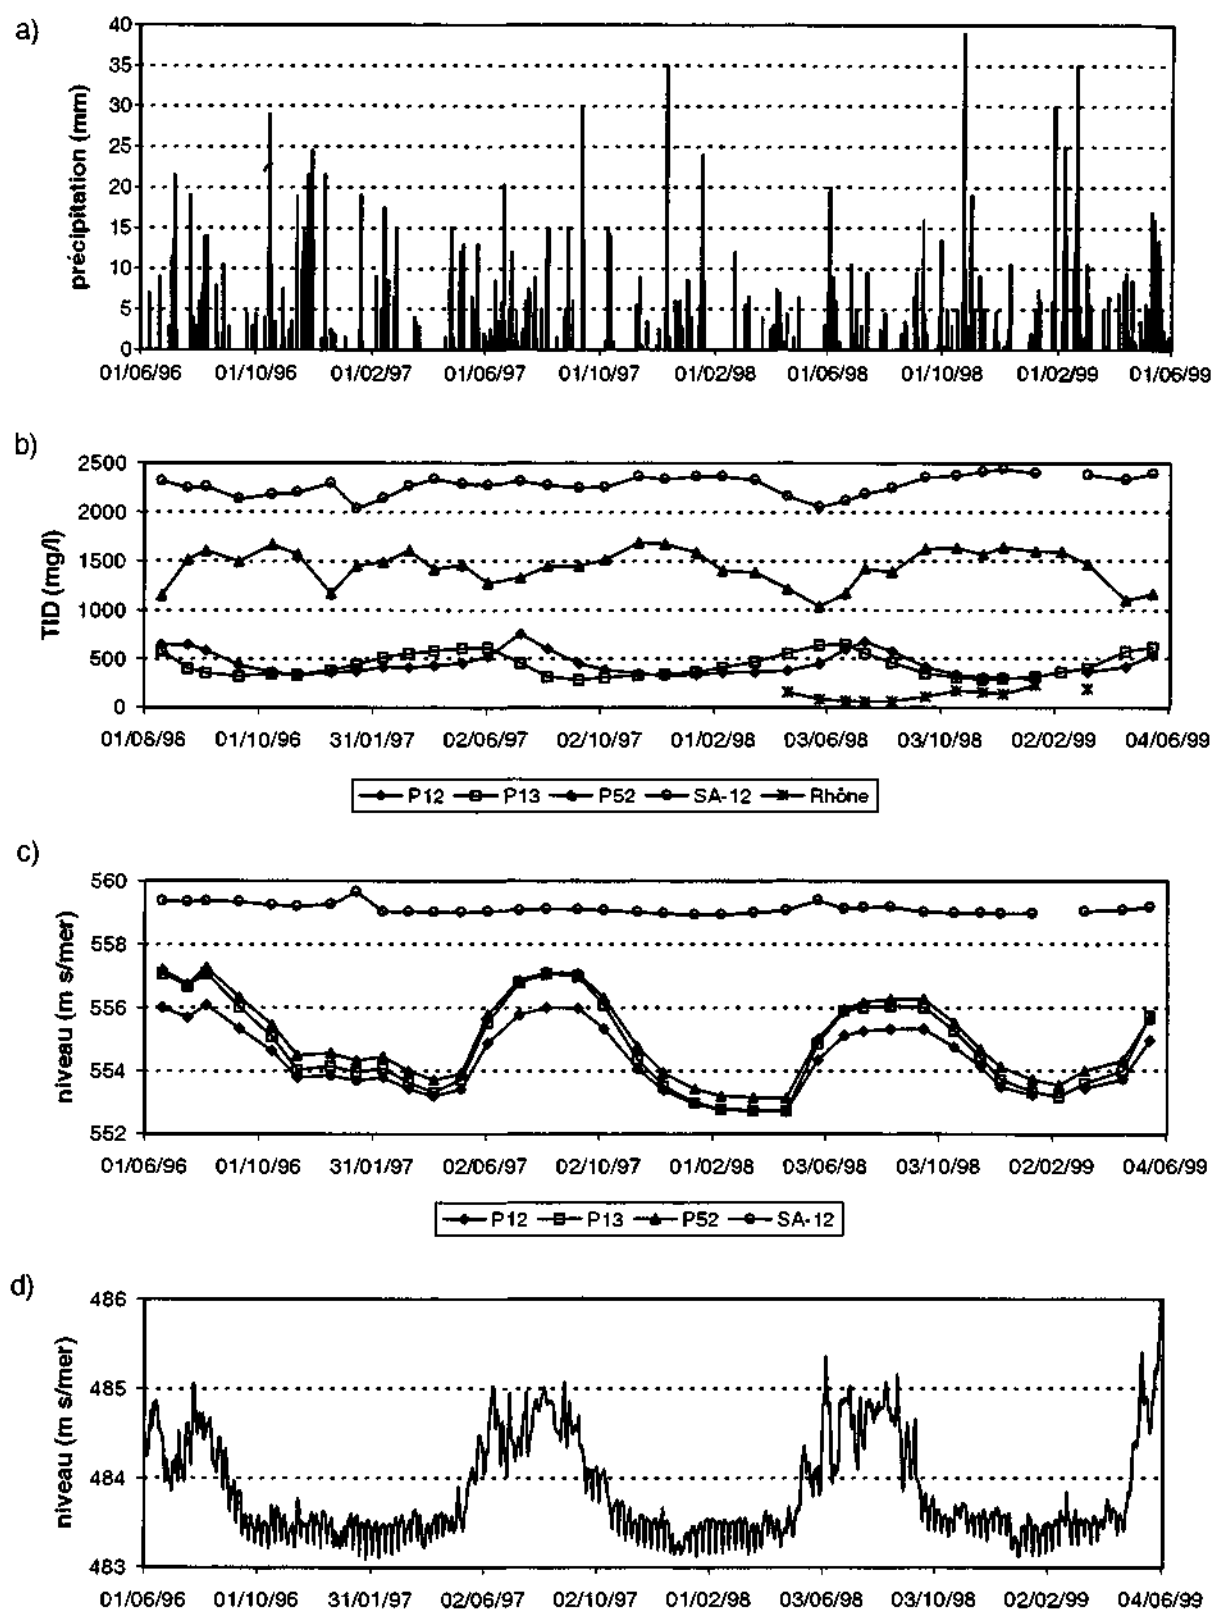 a)
précipitation (mm)
40
35
30
25
20
15
10
5
0
01/06/96 01/10/96 01/02/97 01/06/97 01/10/97 01/02/98 01/06/98 01/10/98 01/02/99 01/06/99
b)
TID (mg/l)
2500
2000
1500
1000
500
0
01/08/96 01/10/96 31/01/97 02/06/97 02/10/97 01/02/98 03/06/98 03/10/98 02/02/99 04/06/99
P12 P13 P52 SA-12 Rhône
c)
niveau (m s/mer)
560
558
556
554
552
01/06/96 01/10/96 31/01/97 02/06/97 02/10/97 01/02/98 03/06/98 03/10/98 02/02/99 04/06/99
P12 P13 P52 SA-12
d)
niveau (m s/mer)
486
485
484
483
01/06/96 01/10/96 31/01/97 02/06/97 02/10/97 01/02/98 03/06/98 03/10/98 02/02/99 04/06/99